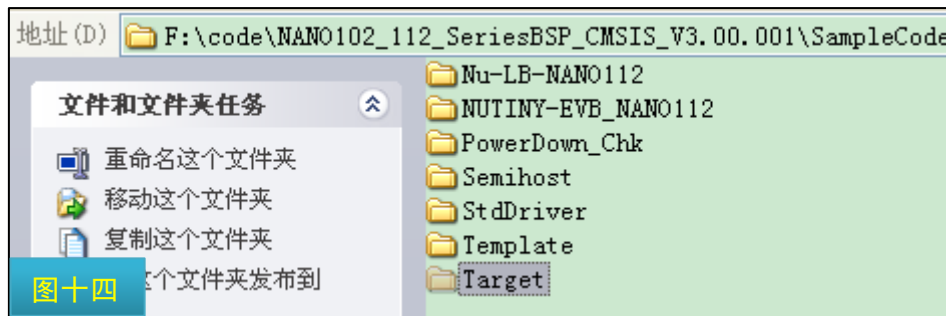 地址(D) F:\code\NANO102_112_SeriesBSP_CMSIS_V3.00.001\SampleCode
文件和文件夹任务
重命名这个文件夹
移动这个文件夹
复制这个文件夹
这个文件夹发布到
Nu-LB-NANO112
NUTINY-EVB_NANO112
PowerDown_Chk
Semihost
StdDriver
Template
Target
图十四